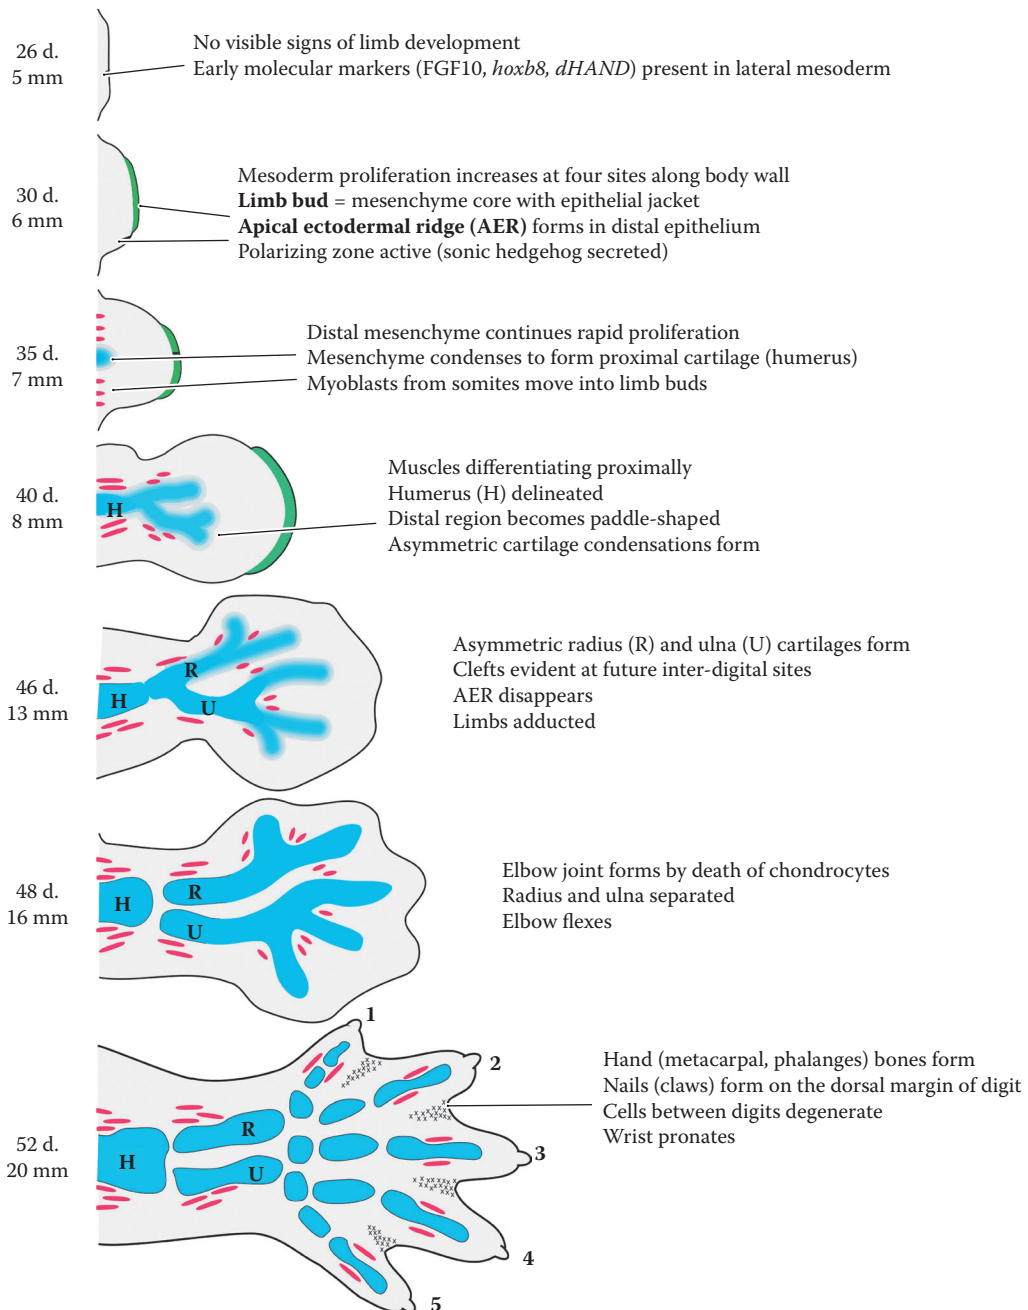 26 d.
5 mm
No visible signs of limb development
Early molecular markers (FGF10, hoxb8, dHAND) present in lateral mesoderm
30 d.
6 mm
Mesoderm proliferation increases at four sites along body wall
Limb bud = mesenchyme core with epithelial jacket
Apical ectodermal ridge (AER) forms in distal epithelium
Polarizing zone active (sonic hedgehog secreted)
35 d.
7 mm
Distal mesenchyme continues rapid proliferation
Mesenchyme condenses to form proximal cartilage (humerus)
Myoblasts from somites move into limb buds
40 d.
8 mm
H
Muscles differentiating proximally
Humerus (H) delineated
Distal region becomes paddle-shaped
Asymmetric cartilage condensations form
46 d.
13 mm
H
R
U
Asymmetric radius (R) and ulna (U) cartilages form
Clefts evident at future inter-digital sites
AER disappears
Limbs adducted
48 d.
16 mm
H
R
U
Elbow joint forms by death of chondrocytes
Radius and ulna separated
Elbow flexes
52 d.
20 mm
H
R
U
1
2
3
4
5
Hand (metacarpal, phalanges) bones form
Nails (claws) form on the dorsal margin of digit
Cells between digits degenerate
Wrist pronates